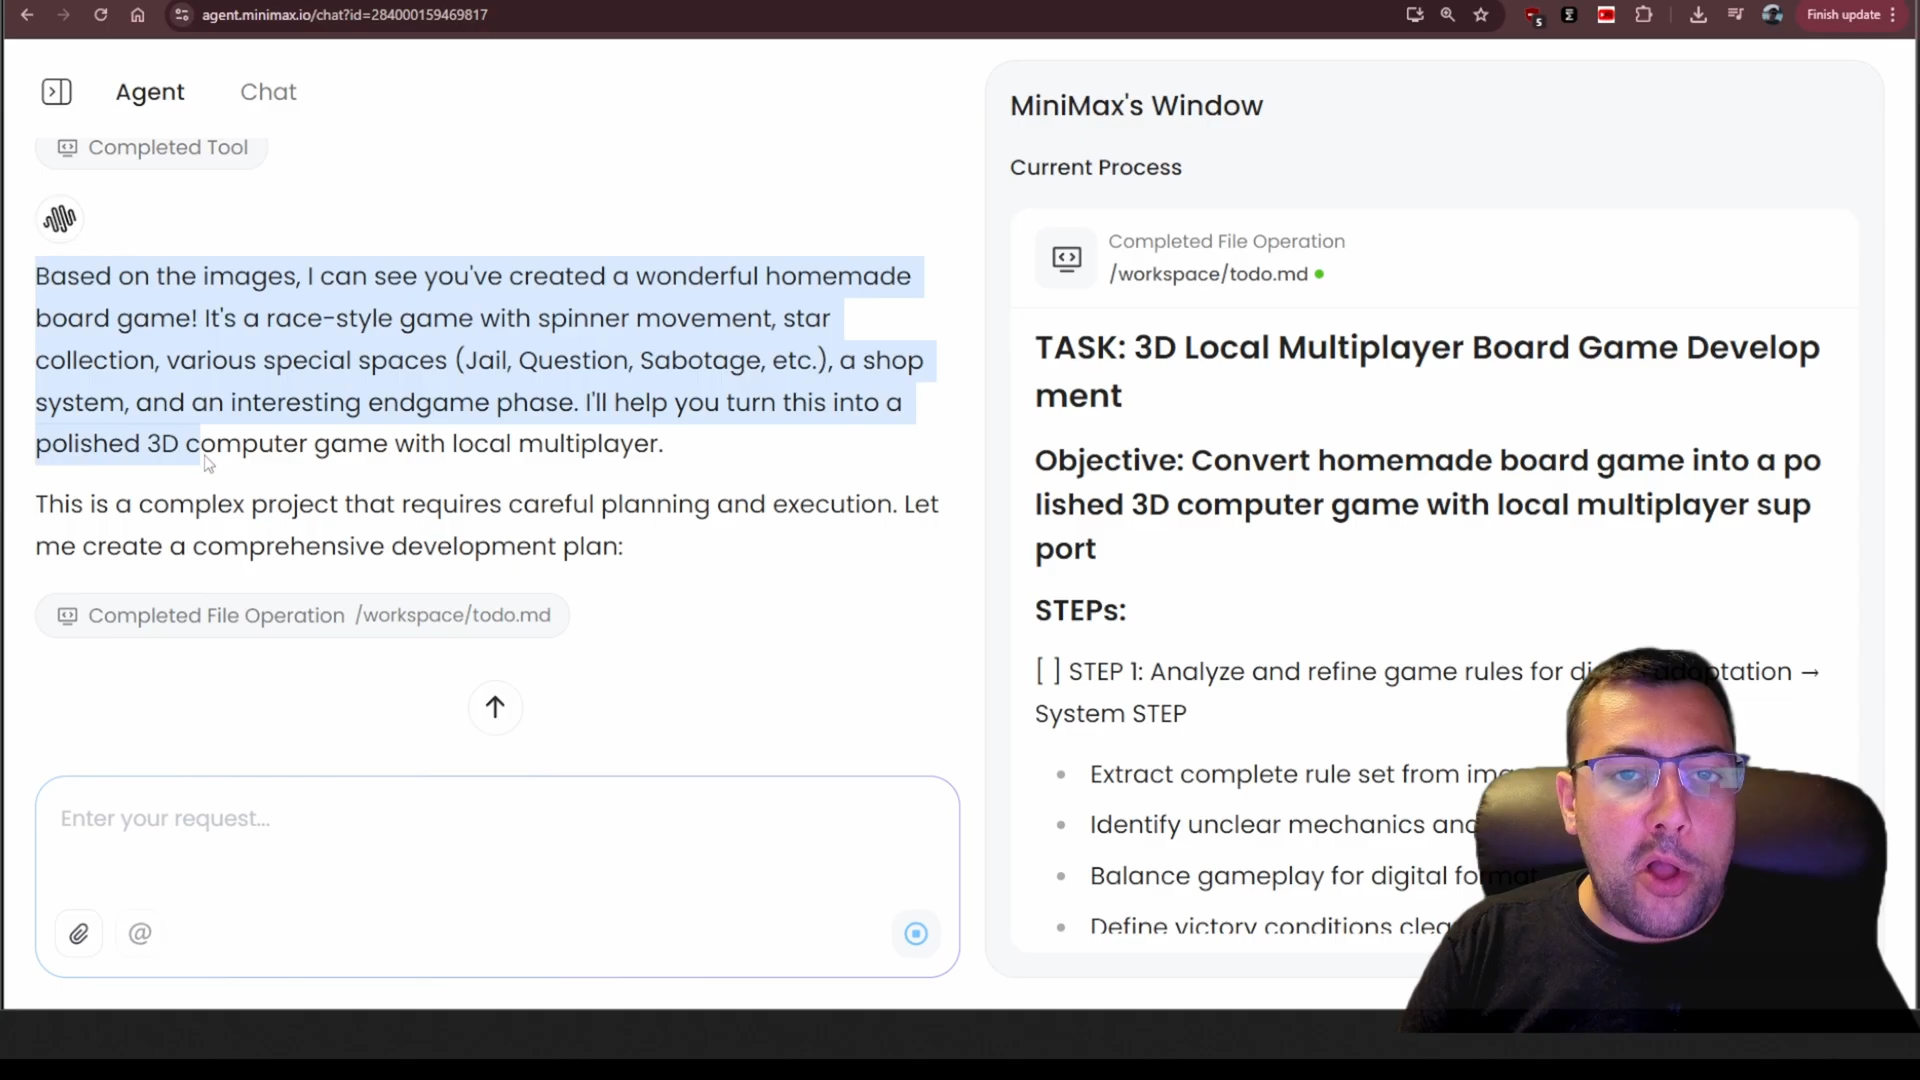 agent.minimax.io/chat?id=284000159469817
Finish update
Agent
Chat
Completed Tool
Based on the images, I can see you've created a wonderful homemade
board game! It's a race-style game with spinner movement, star
collection, various special spaces (Jail, Question, Sabotage, etc.), a shop
system, and an interesting endgame phase. I'll help you turn this into a
polished 3D computer game with local multiplayer.
This is a complex project that requires careful planning and execution. Let
me create a comprehensive development plan:
Completed File Operation /workspace/todo.md
Enter your request...
@
MiniMax's Window
Current Process
Completed File Operation
/workspace/todo.md
TASK: 3D Local Multiplayer Board Game Develop
ment
Objective: Convert homemade board game into a po
lished 3D computer game with local multiplayer sup
port
STEPs:
[ ] STEP 1: Analyze and refine game rules for adaptation →
System STEP
Extract complete rule set from
Identify unclear mechanics
Balance gameplay for digital format
Define victory conditions